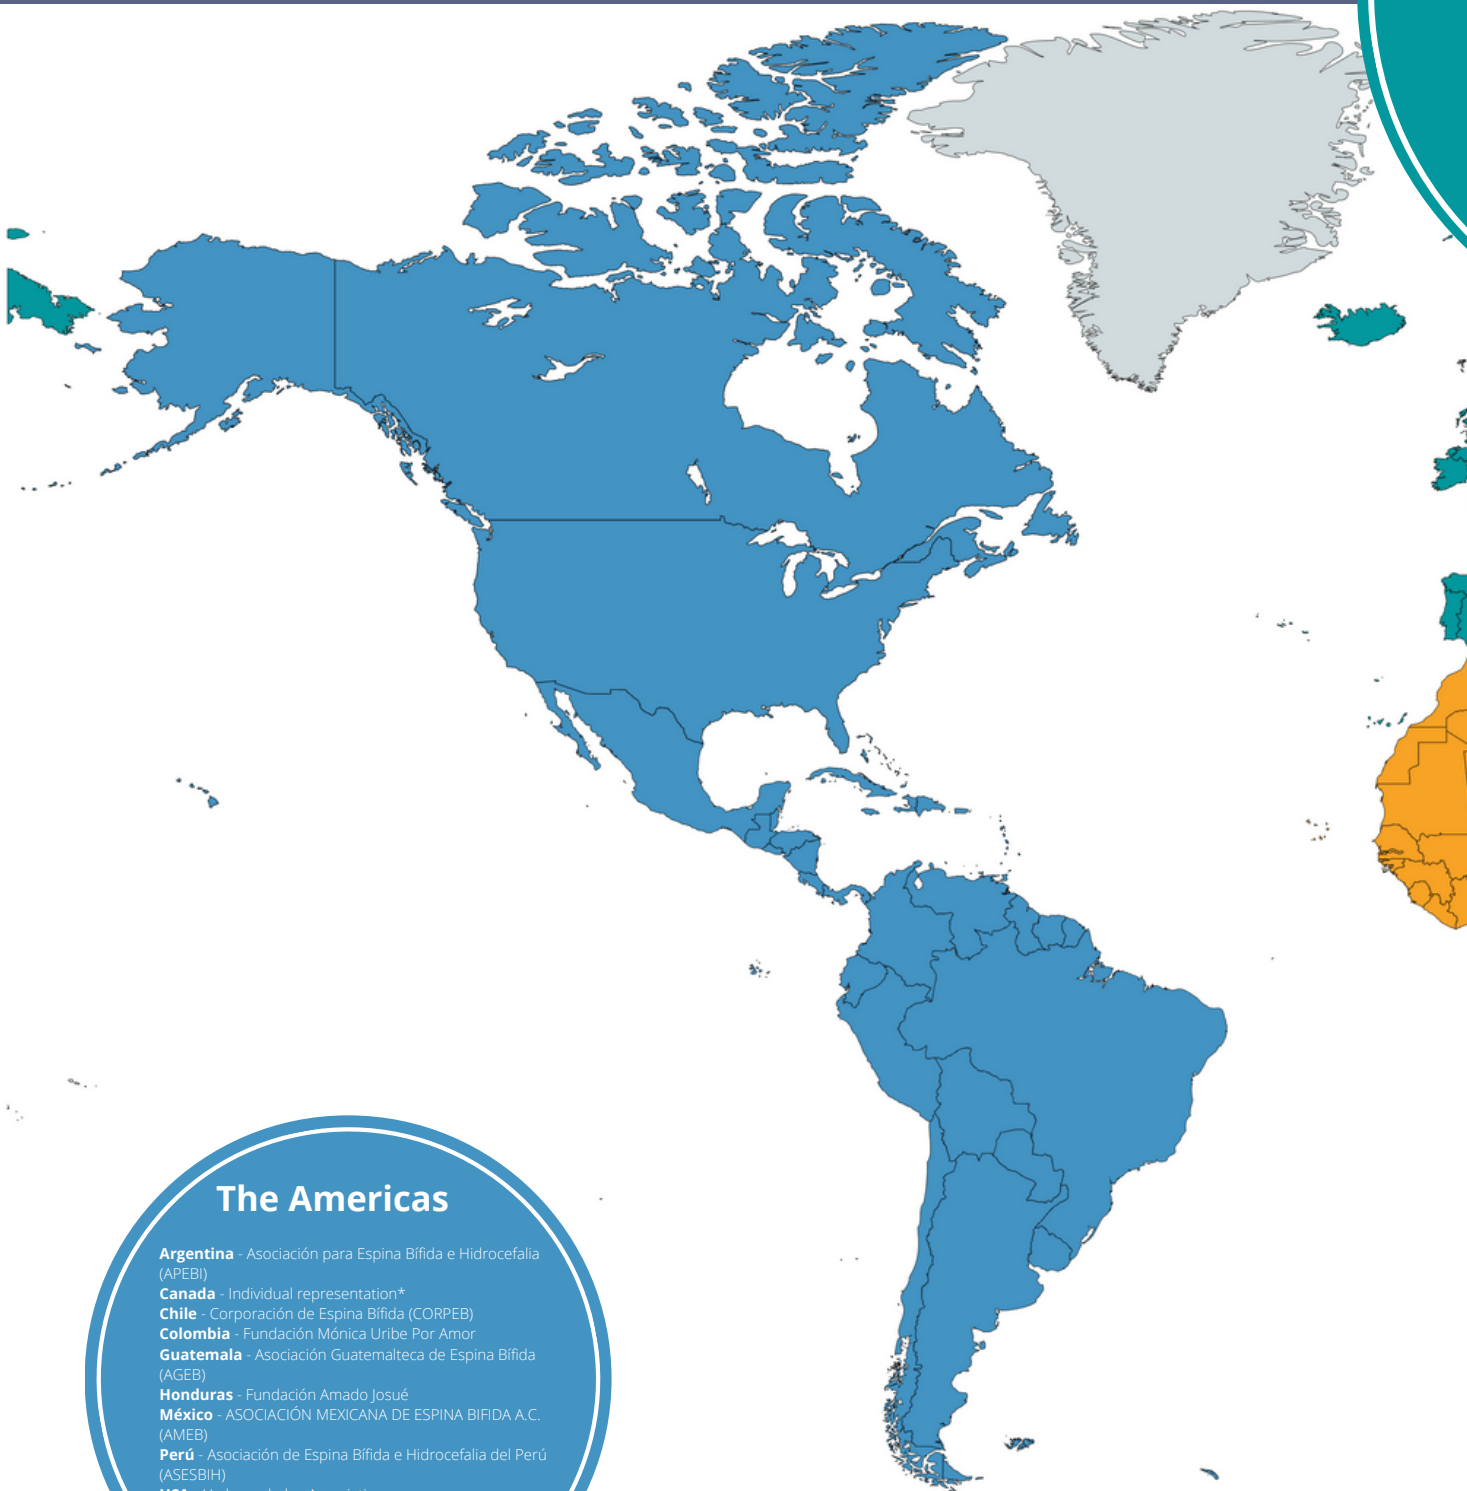 The Americas
Argentina - Asociación para Espina Bífida e Hidrocefalia
(APEBI)
Canada - Individual representation*
Chile - Corporación de Espina Bífida (CORPEB)
Colombia - Fundación Mónica Uribe Por Amor
Guatemala - Asociación Guatemalteca de Espina Bífida
(AGEB)
Honduras - Fundación Amado Josué
México - ASOCIACIÓN MEXICANA DE ESPINA BIFIDA A.C.
(AMEB)
Perú - Asociación de Espina Bífida e Hidrocefalia del Perú
(ASESBIH)